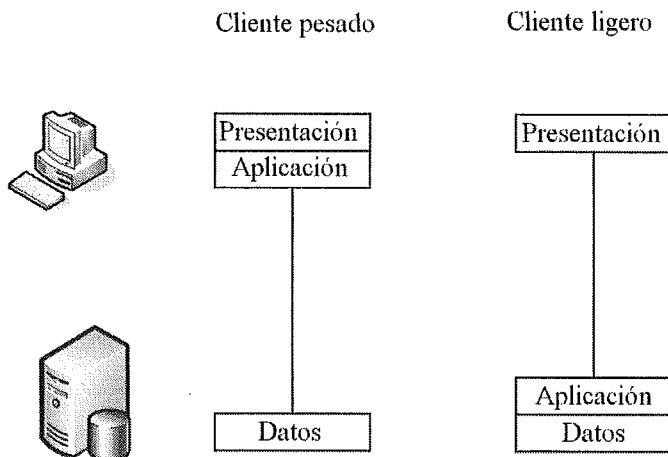 Cliente pesado
Cliente ligero
Presentación
Aplicación
Presentación
Datos
Aplicación
Datos